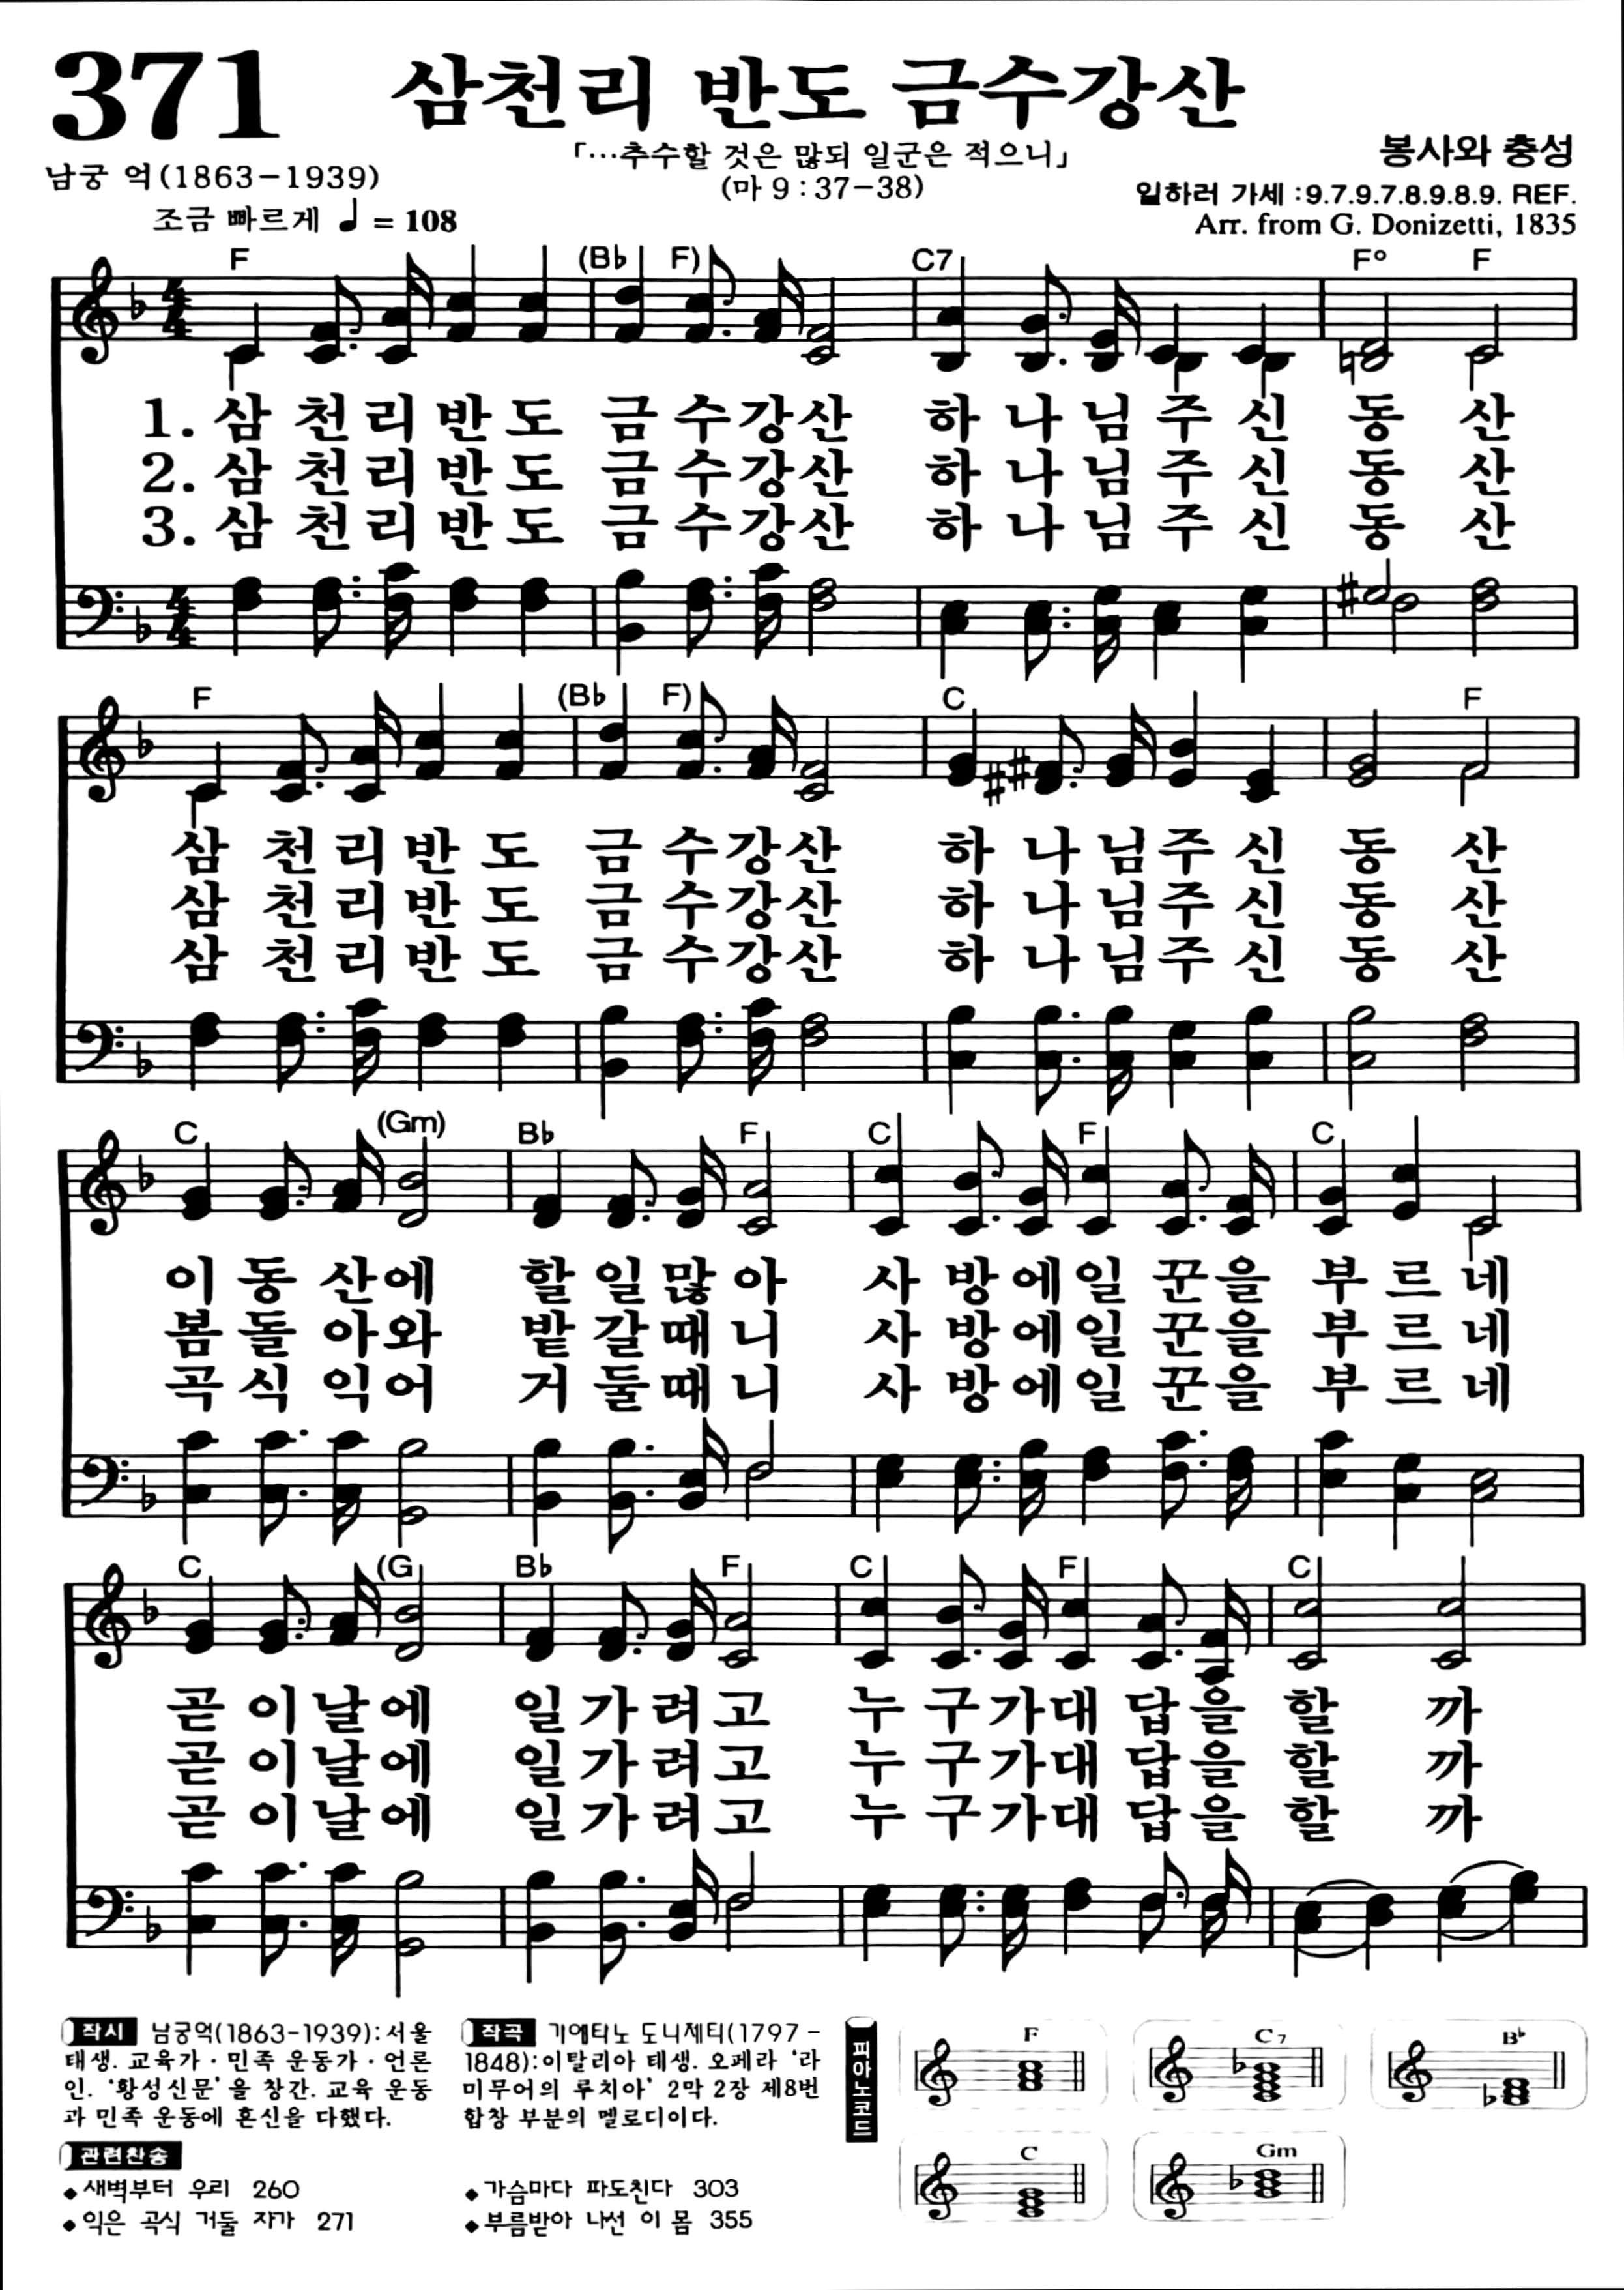 371 삼천리 반도 금수강산
「…추수할 것은 많되 일군은 적으니」
(마 9 : 37-38)
봉사와 충성
남궁 억(1863-1939)
일하러 가세 :9.7.9.7.8.9.8.9. REF.
조금 빠르게 ♩ = 108
Arr. from G. Donizetti, 1835
F (B♭ F) C7 F° F
1. 삼 천 리 반 도 금 수 강 산 하 나 님 주 신 동 산
2. 삼 천 리 반 도 금 수 강 산 하 나 님 주 신 동 산
3. 삼 천 리 반 도 금 수 강 산 하 나 님 주 신 동 산
F (B♭ F) C F
삼 천 리 반 도 금 수 강 산 하 나 님 주 신 동 산
삼 천 리 반 도 금 수 강 산 하 나 님 주 신 동 산
삼 천 리 반 도 금 수 강 산 하 나 님 주 신 동 산
C (Gm) B♭ F C F C
이 동 산 에 할 일 많 아 사 방 에 일 꾼 을 부 르 네
봄 돌 아 와 밭 갈 때 니 사 방 에 일 꾼 을 부 르 네
곡 식 익 어 거 둘 때 니 사 방 에 일 꾼 을 부 르 네
C (G B♭ F C F C
곧 이 날 에 일 가 려 고 누 구 가 대 답 을 할 까
곧 이 날 에 일 가 려 고 누 구 가 대 답 을 할 까
곧 이 날 에 일 가 려 고 누 구 가 대 답 을 할 까
작시 남궁억(1863-1939):서울
태생. 교육가·민족 운동가·언론
인. ‘황성신문’을 창간. 교육 운동
과 민족 운동에 혼신을 다했다.
작곡 기에타노 도니제티(1797-
1848):이탈리아 태생. 오페라 ‘라
미무어의 루치아’ 2막 2장 제8번
합창 부분의 멜로디이다.
관련찬송
◆새벽부터 우리 260
◆익은 곡식 거둘 자가 271
◆가슴마다 파도친다 303
◆부름받아 나선 이 몸 355
피아노코드
F C7 B♭
C Gm